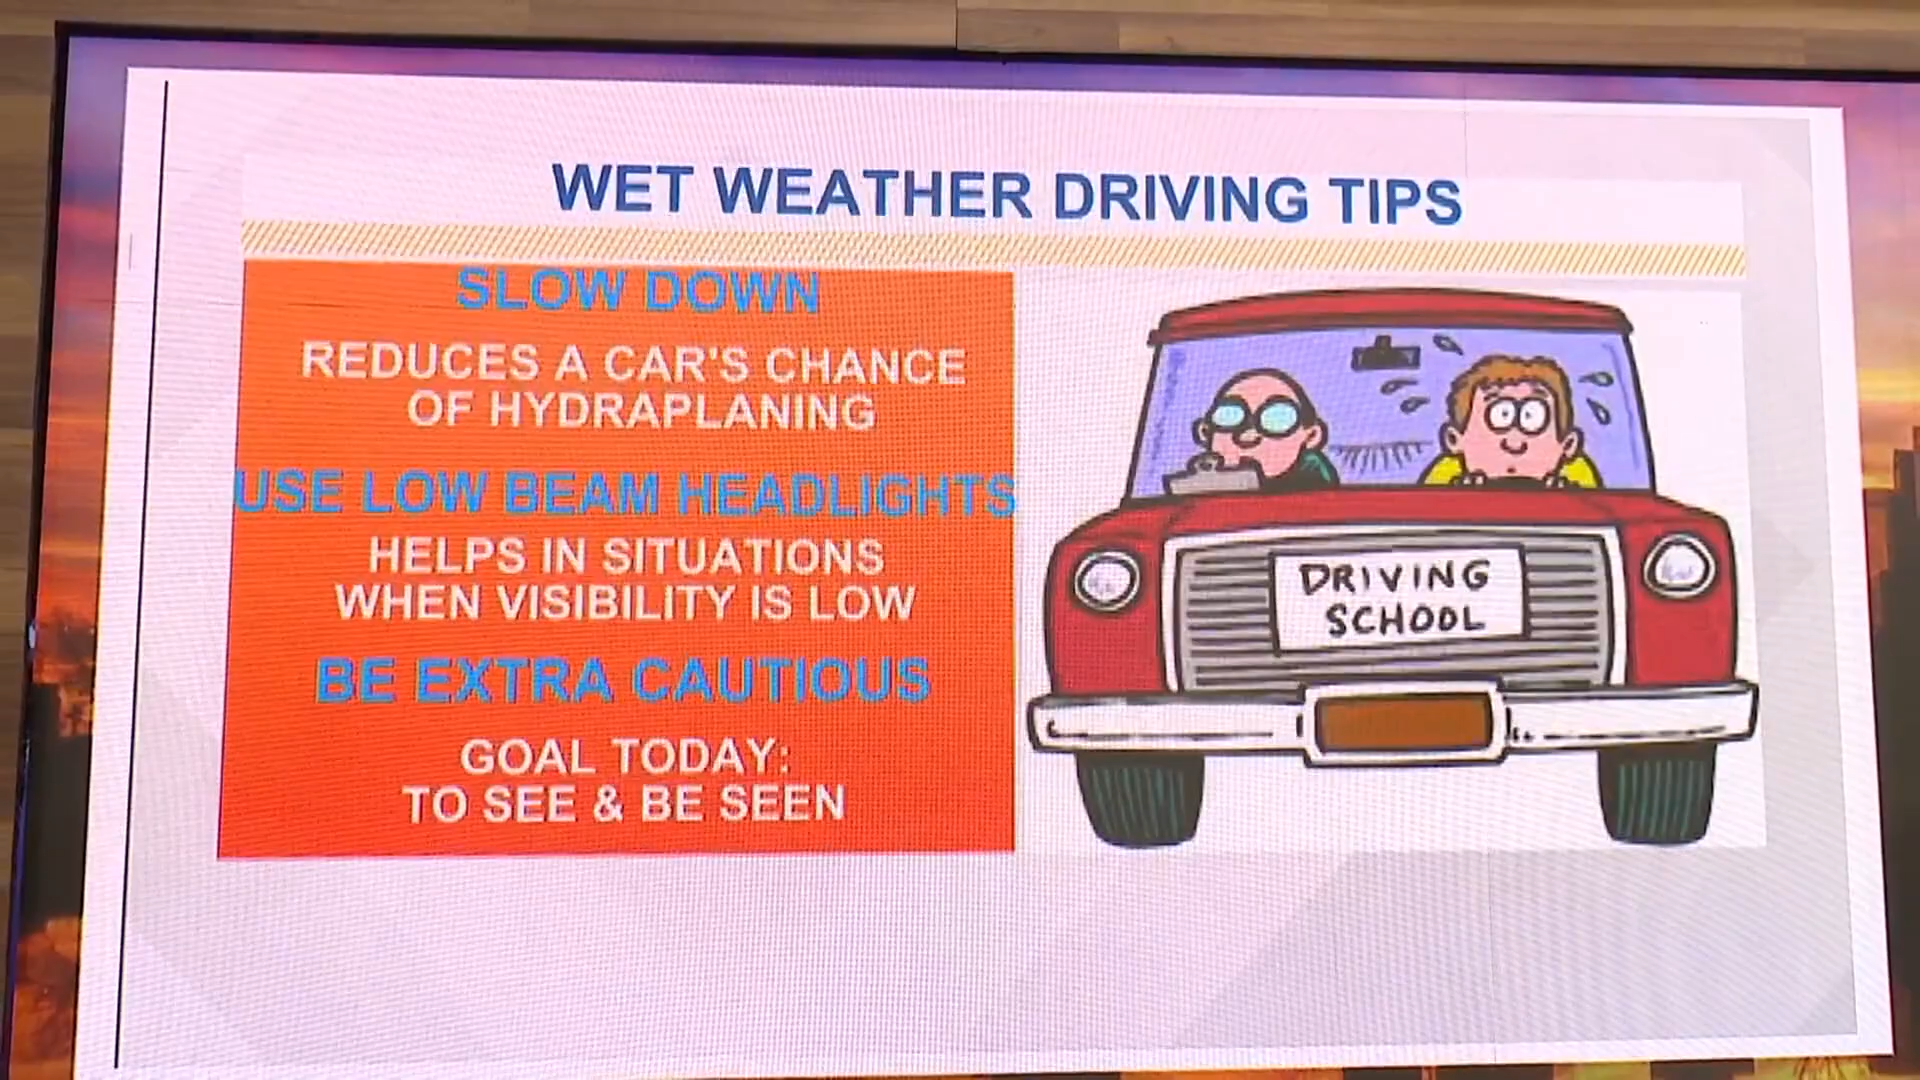 WET WEATHER DRIVING TIPS
SLOW DOWN
REDUCES A CAR'S CHANCE
OF HYDRAPLANING
USE LOW BEAM HEADLIGHTS
HELPS IN SITUATIONS
WHEN VISIBILITY IS LOW
BE EXTRA CAUTIOUS
GOAL TODAY:
TO SEE & BE SEEN
DRIVING
SCHOOL